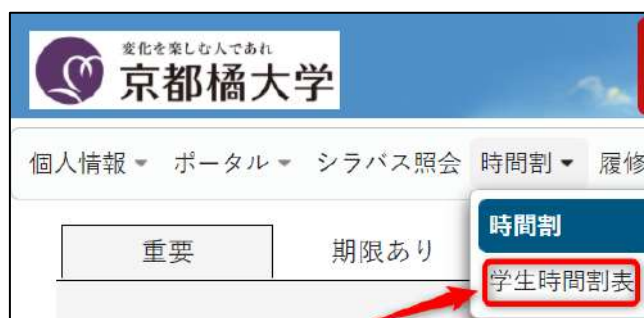 変化を楽しむ人であれ
京都橘大学
個人情報 ポータル シラバス照会 時間割 履修
重要 期限あり
時間割
学生時間割表